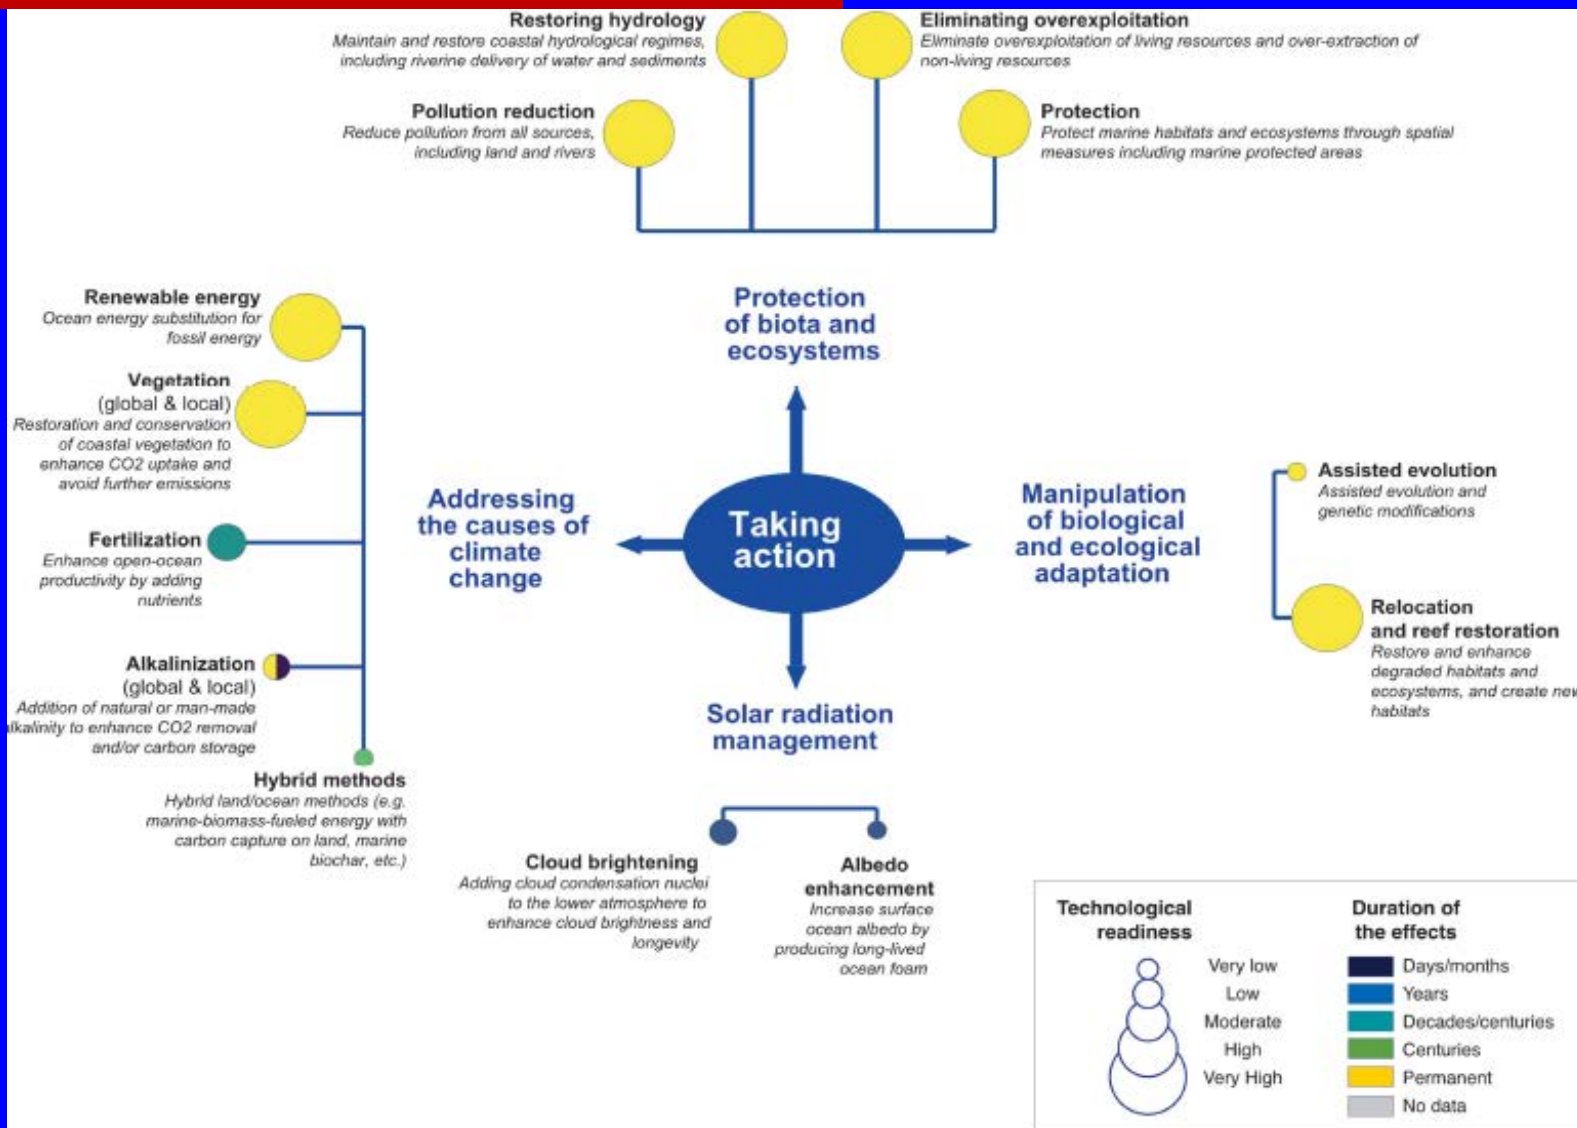 Restoring hydrology
Maintain and restore coastal hydrological regimes,
including riverine delivery of water and sediments
Eliminating overexploitation
Eliminate overexploitation of living resources and over-extraction of
non-living resources
Pollution reduction
Reduce pollution from all sources,
including land and rivers
Protection
Protect marine habitats and ecosystems through spatial
measures including marine protected areas
Protection
of biota and
ecosystems
Renewable energy
Ocean energy substitution for
fossil energy
Vegetation
(global & local)
Restoration and conservation
of coastal vegetation to
enhance CO2 uptake and
avoid further emissions
Fertilization
Enhance open-ocean
productivity by adding
nutrients
Alkalinization
(global & local)
Addition of natural or man-made
alkalinity to enhance CO2 removal
and/or carbon storage
Hybrid methods
Hybrid land/ocean methods (e.g.
marine-biomass-fueled energy with
carbon capture on land, marine
biochar, etc.)
Addressing
the causes of
climate
change
Taking
action
Manipulation
of biological
and ecological
adaptation
Assisted evolution
Assisted evolution and
genetic modifications
Relocation
and reef restoration
Restore and enhance
degraded habitats and
ecosystems, and create new
habitats
Solar radiation
management
Cloud brightening
Adding cloud condensation nuclei
to the lower atmosphere to
enhance cloud brightness and
longevity
Albedo
enhancement
Increase surface
ocean albedo by
producing long-lived
ocean foam
Technological
readiness
Very low
Low
Moderate
High
Very High
Duration of
the effects
Days/months
Years
Decades/centuries
Centuries
Permanent
No data